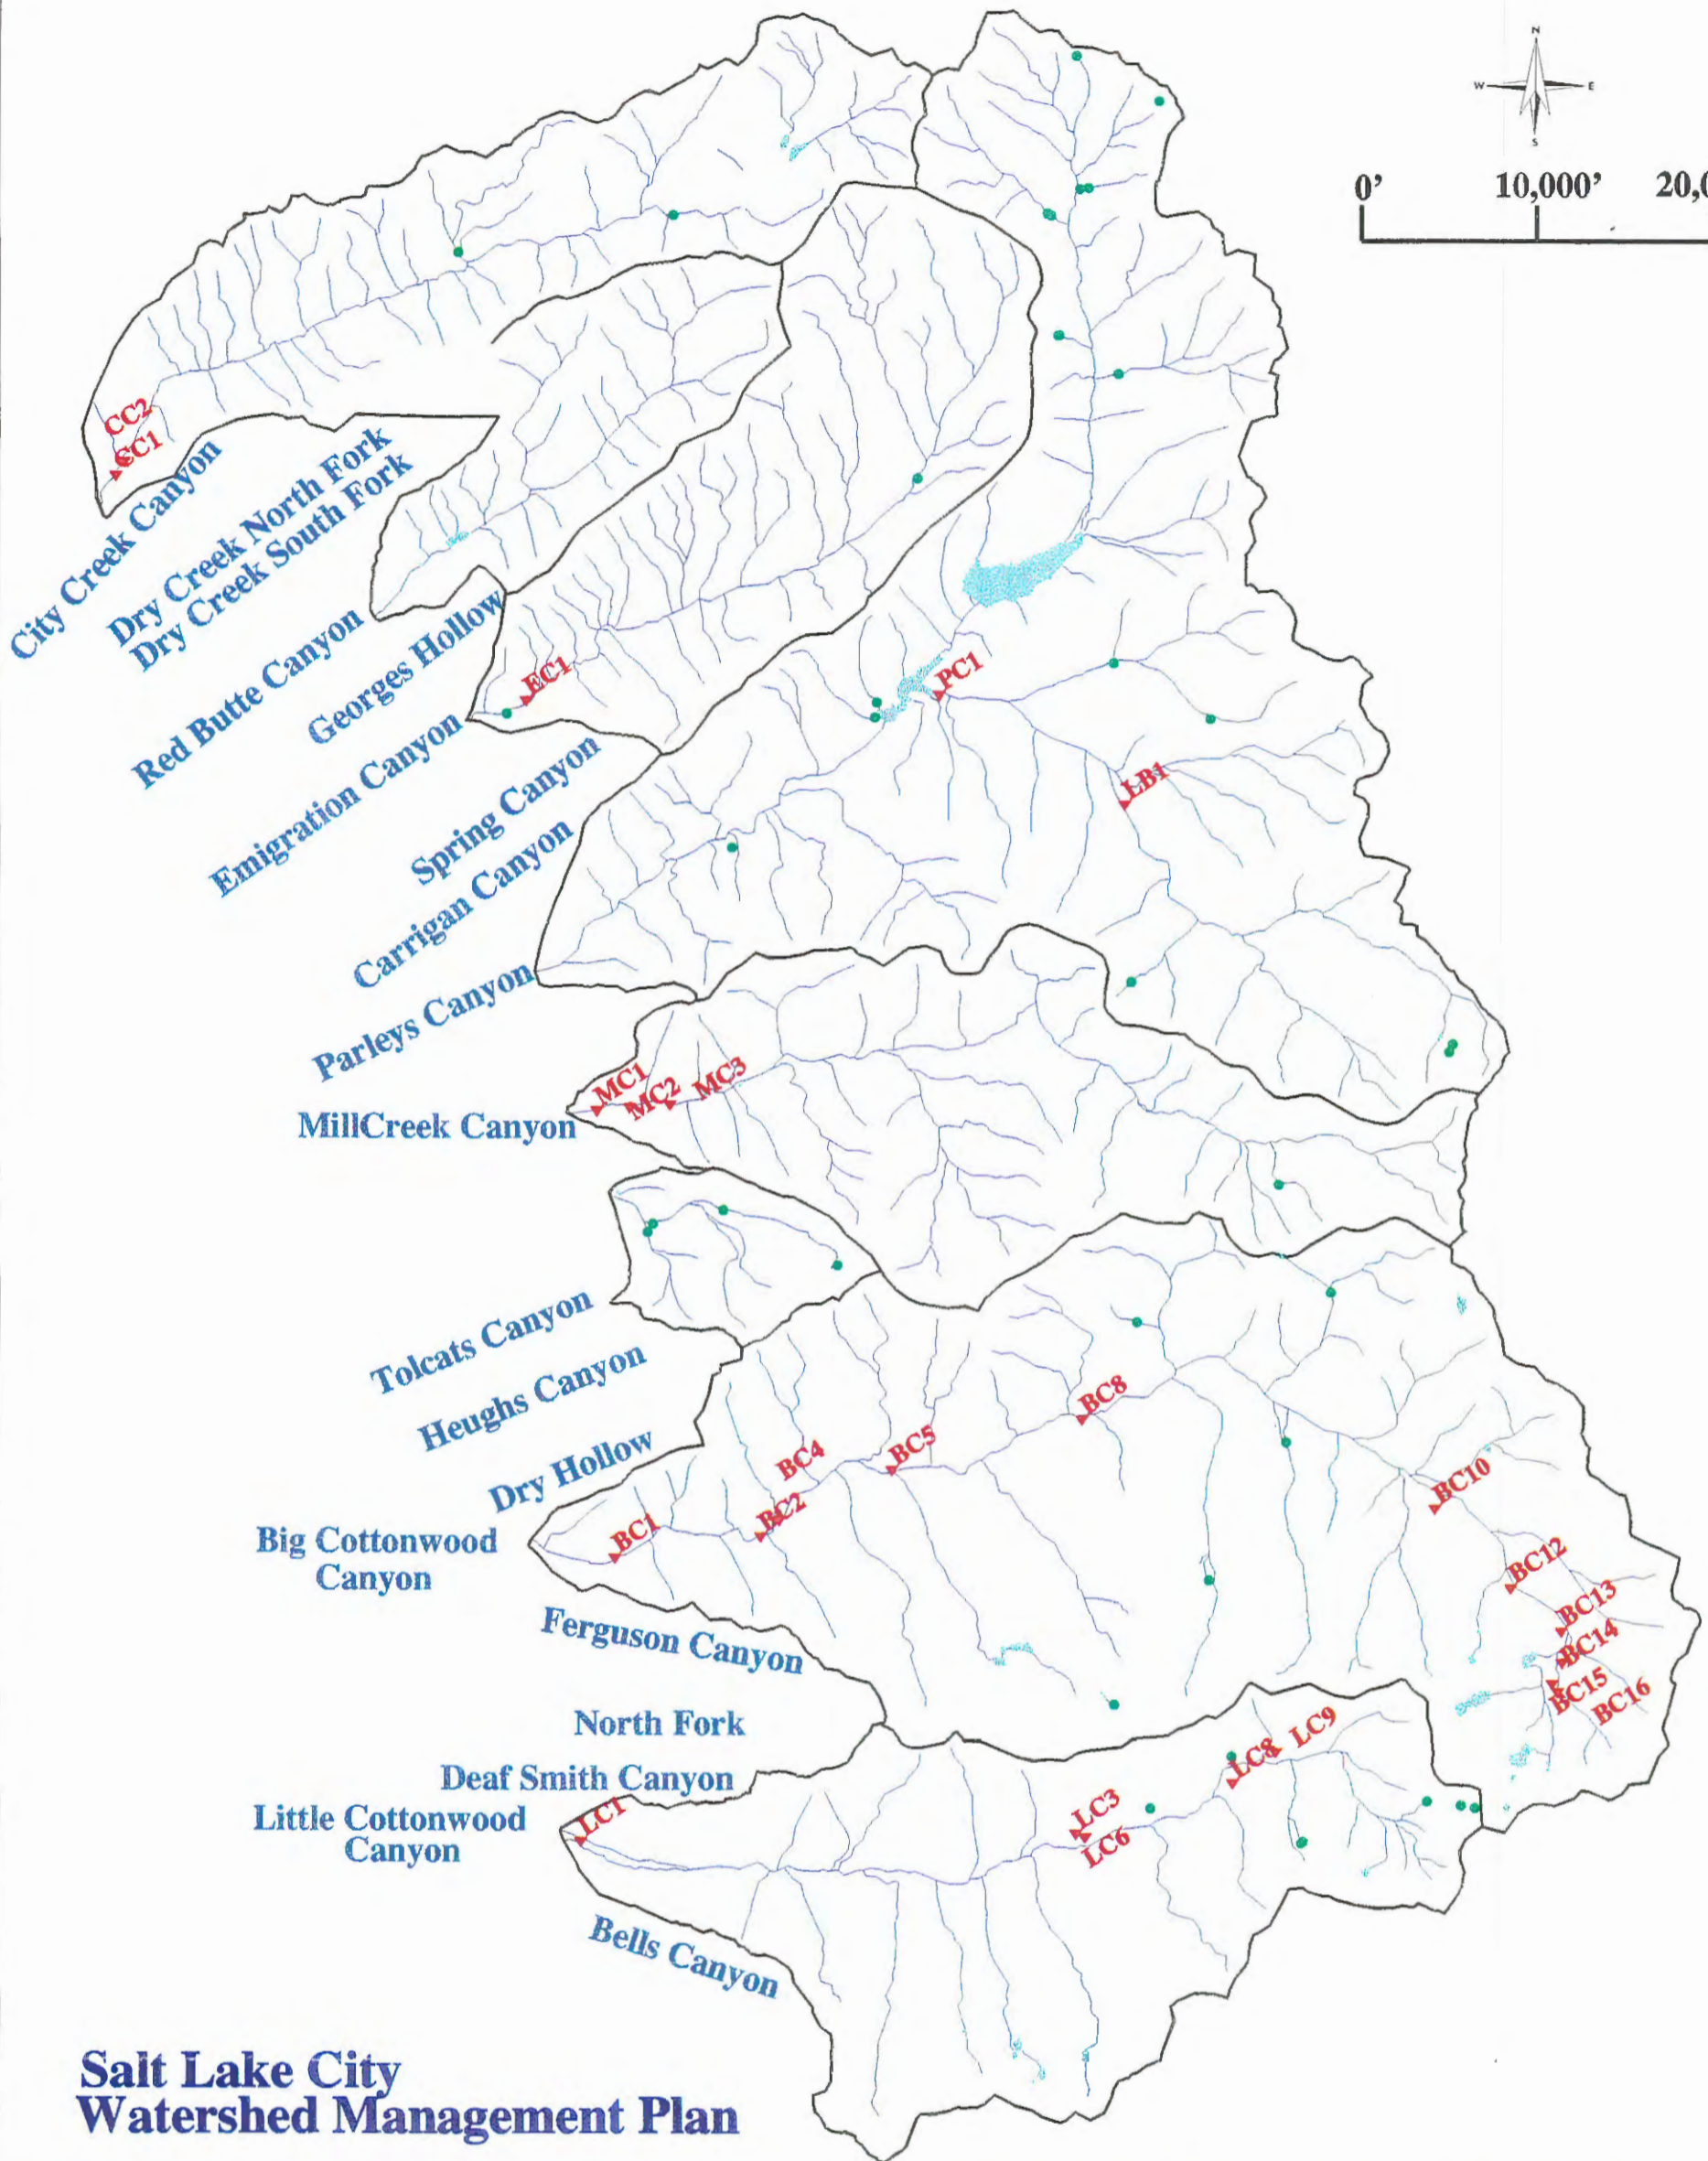 N
W
E
S
0'
10,000'
CC2
CC1
City Creek Canyon
Dry Creek North Fork
Dry Creek South Fork
Red Butte Canyon
Georges Hollow
EC1
PC1
Emigration Canyon
Spring Canyon
LB1
Carrigan Canyon
Parleys Canyon
MC1
MC2
MC3
MillCreek Canyon
Tolcats Canyon
Heughs Canyon
Dry Hollow
BC8
BC5
BC4
BC2
BC1
BC10
BC12
BC13
BC14
BC15
BC16
Big Cottonwood
Canyon
Ferguson Canyon
North Fork
Deaf Smith Canyon
LC9
LC8
LC3
LC6
LC1
Little Cottonwood
Canyon
Bells Canyon
Salt Lake City
Watershed Management Plan